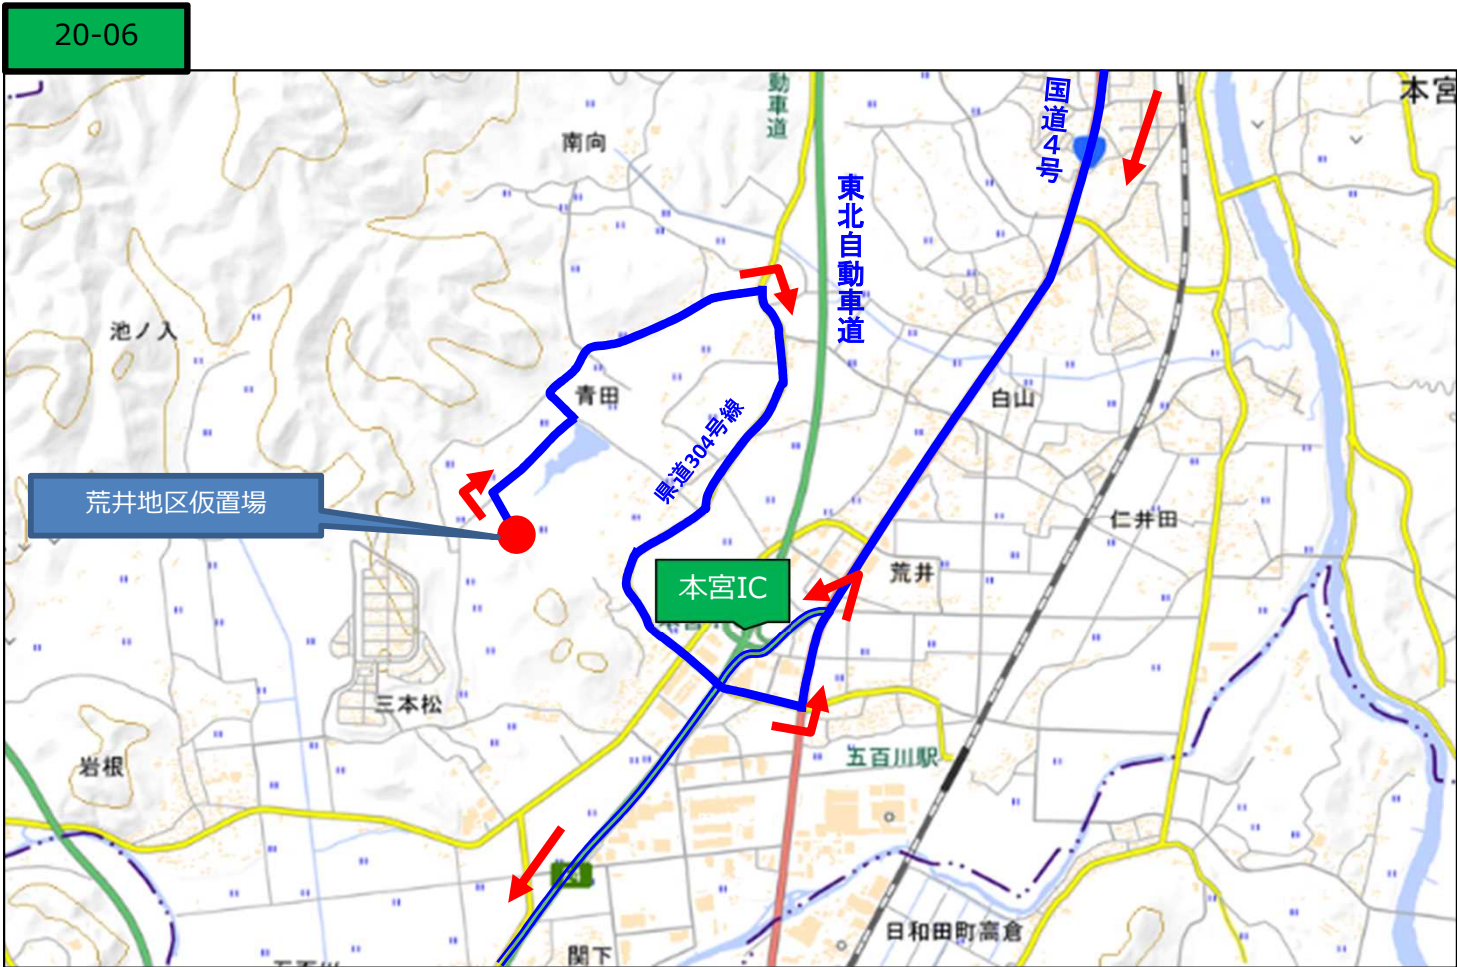 20-06
動車道
国道4号
本宮
南向
東北自動車道
池ノ入
青田
白山
県道304号線
荒井地区仮置場
仁井田
荒井
本宮IC
三本松
岩根
五百川駅
日和田町高倉
関下